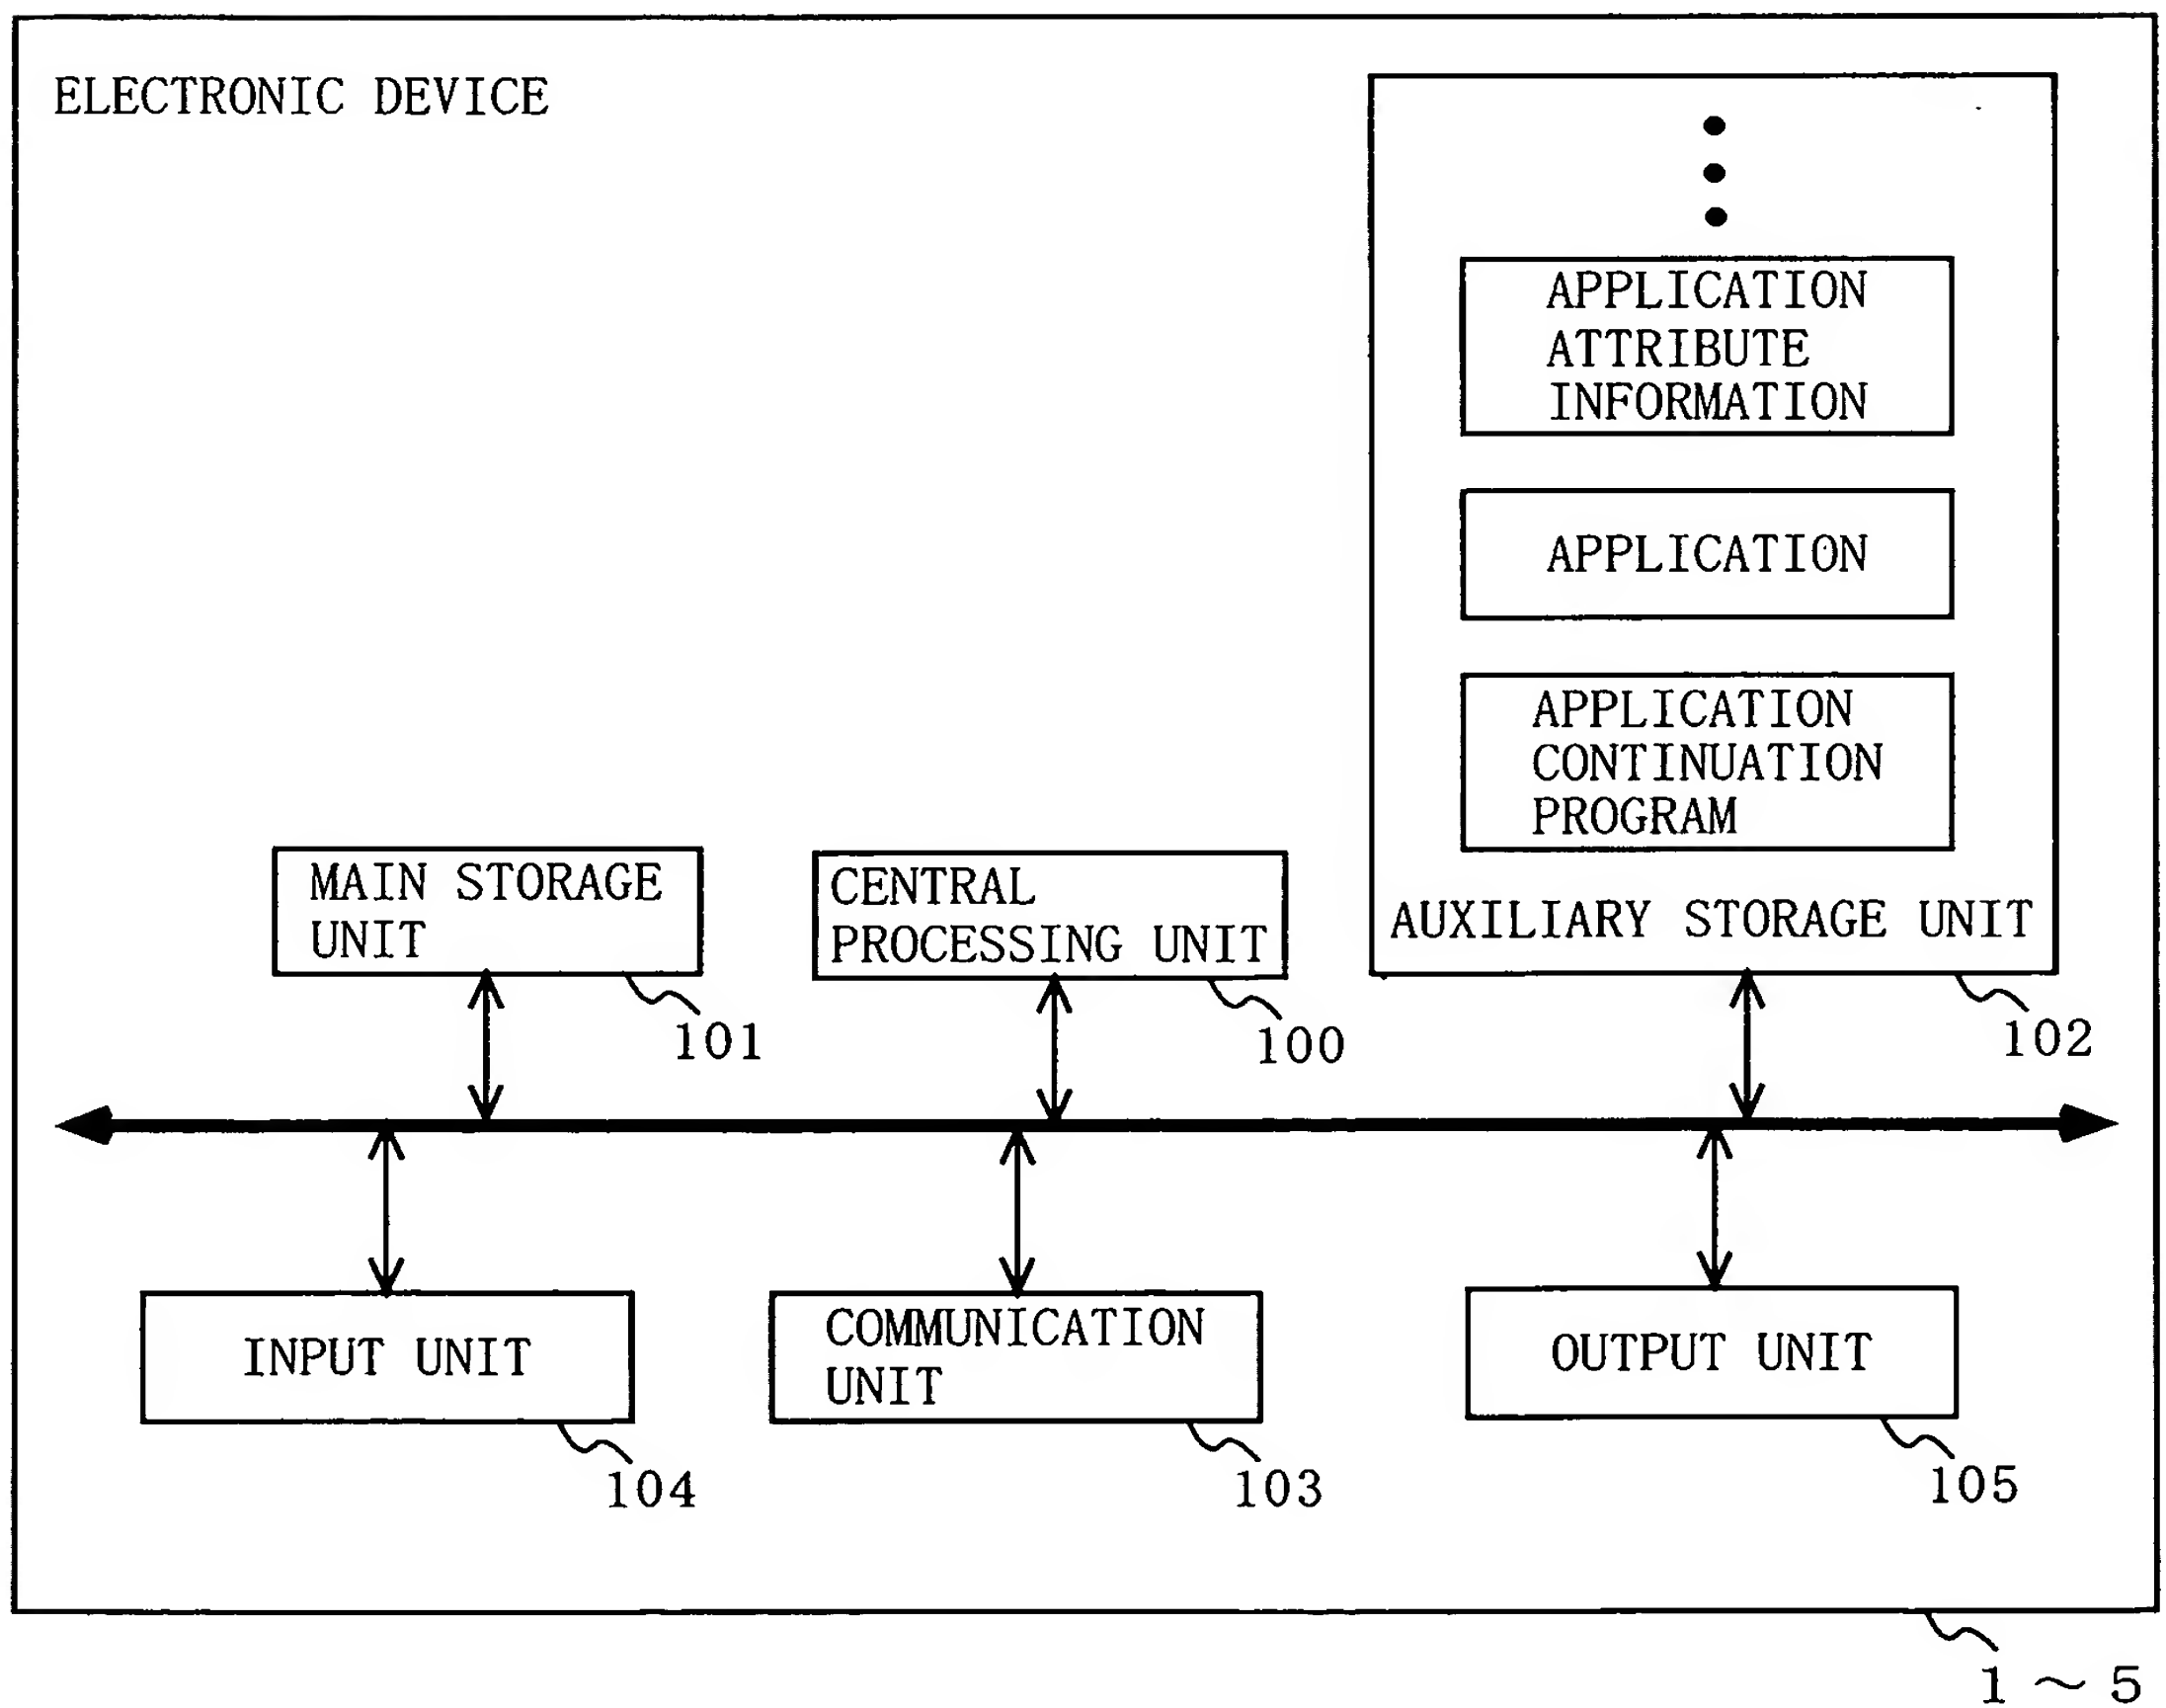 ELECTRONIC DEVICE
APPLICATION
ATTRIBUTE
INFORMATION
APPLICATION
APPLICATION
CONTINUATION
PROGRAM
AUXILIARY STORAGE UNIT
102
MAIN STORAGE
UNIT
101
CENTRAL
PROCESSING UNIT
100
INPUT UNIT
104
COMMUNICATION
UNIT
103
OUTPUT UNIT
105
1 ~ 5